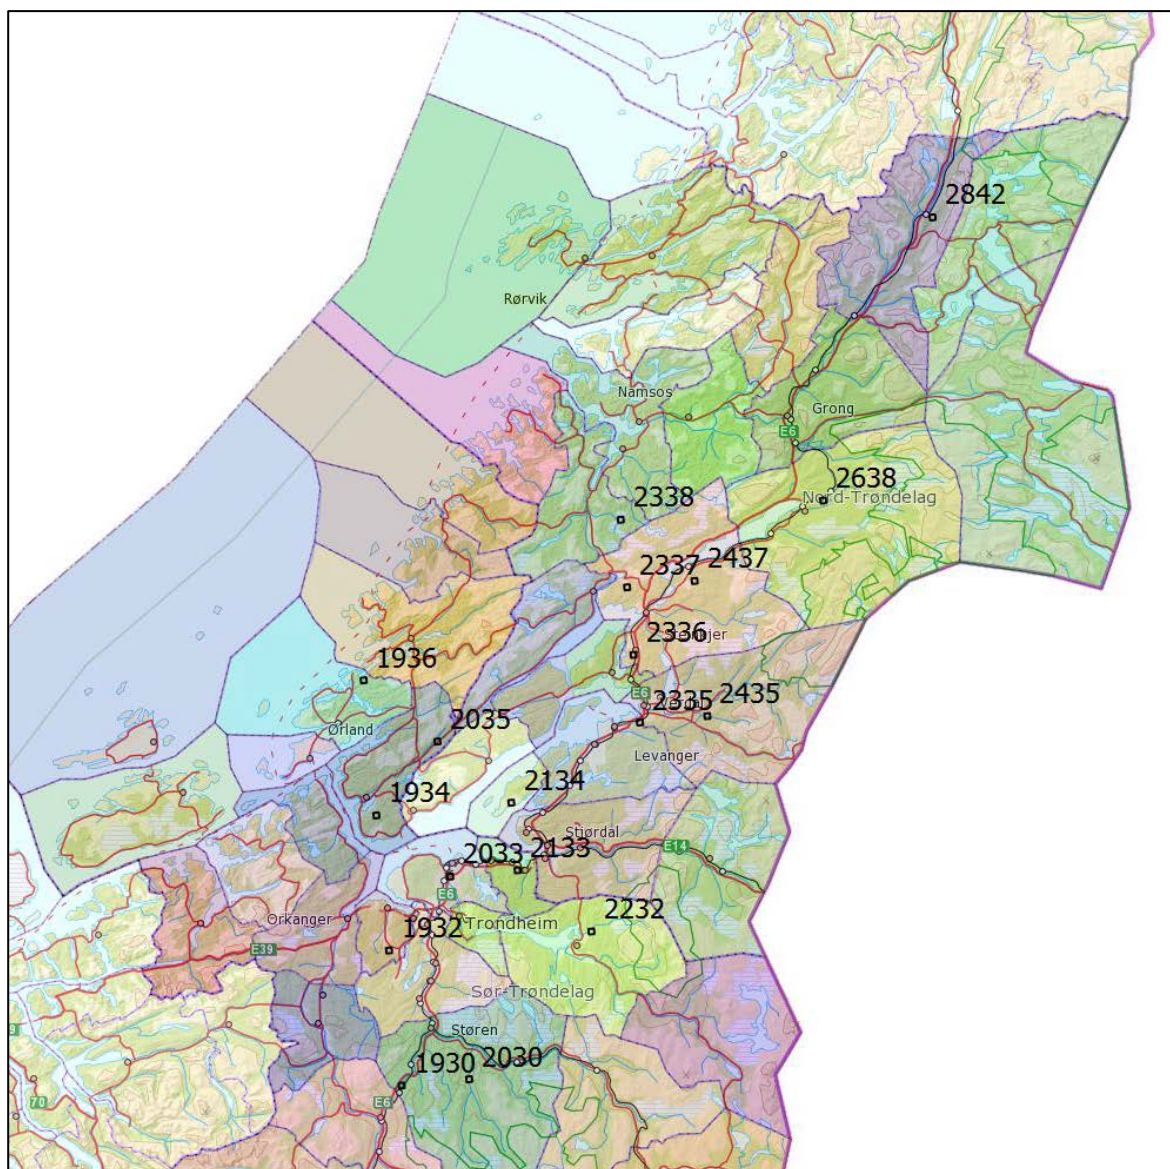 2842
Rørvik
Namsos
Grong
E6
2638
Nord-Trøndelag
2338
2337
2437
Steinkjer
2336
1936
E6
2335
2435
Verdal
2035
Ørland
Levanger
1934
2134
Stjørdal
E14
2033
2133
E6
Orkanger
1932
Trondheim
2232
E39
Sør-Trøndelag
Støren
1930
2030
E6
70